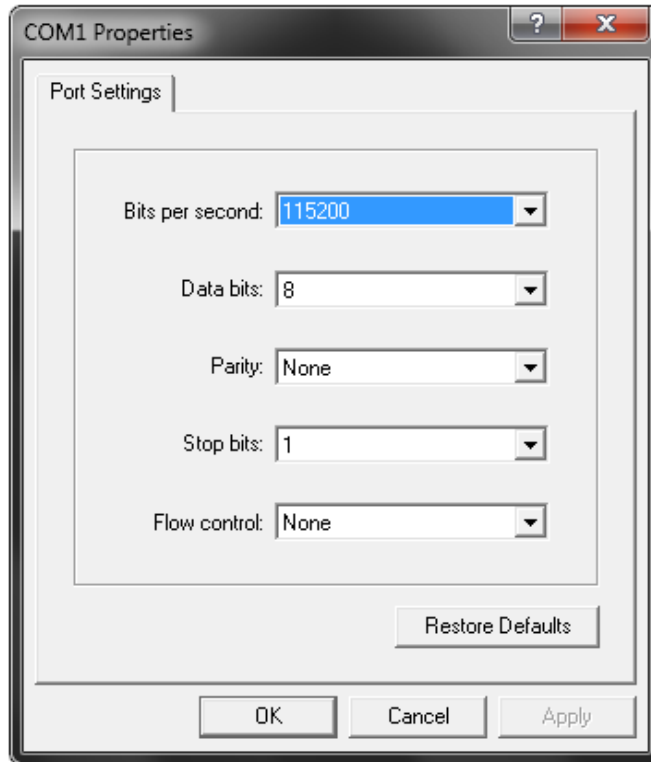 COM1 Properties
?
X
Port Settings
Bits per second: 115200
Data bits: 8
Parity: None
Stop bits: 1
Flow control: None
Restore Defaults
OK Cancel Apply